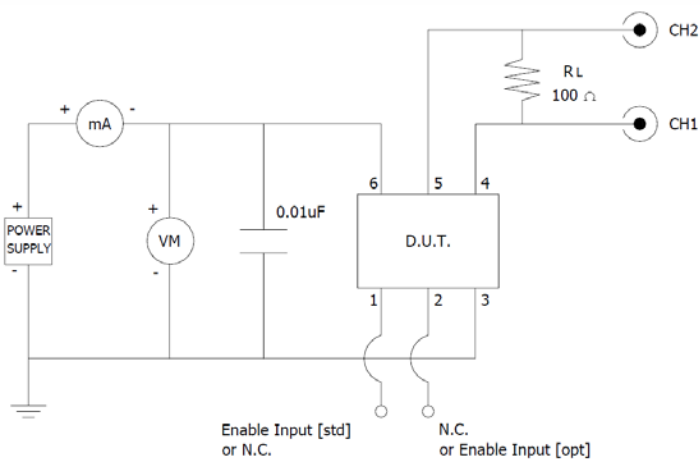 CH2
RL
100 Ω
CH1
+ -
mA
+
POWER
SUPPLY
-
+
VM
-
0.01uF
6 5 4
D.U.T.
1 2 3
Enable Input [std]
or N.C.
N.C.
or Enable Input [opt]